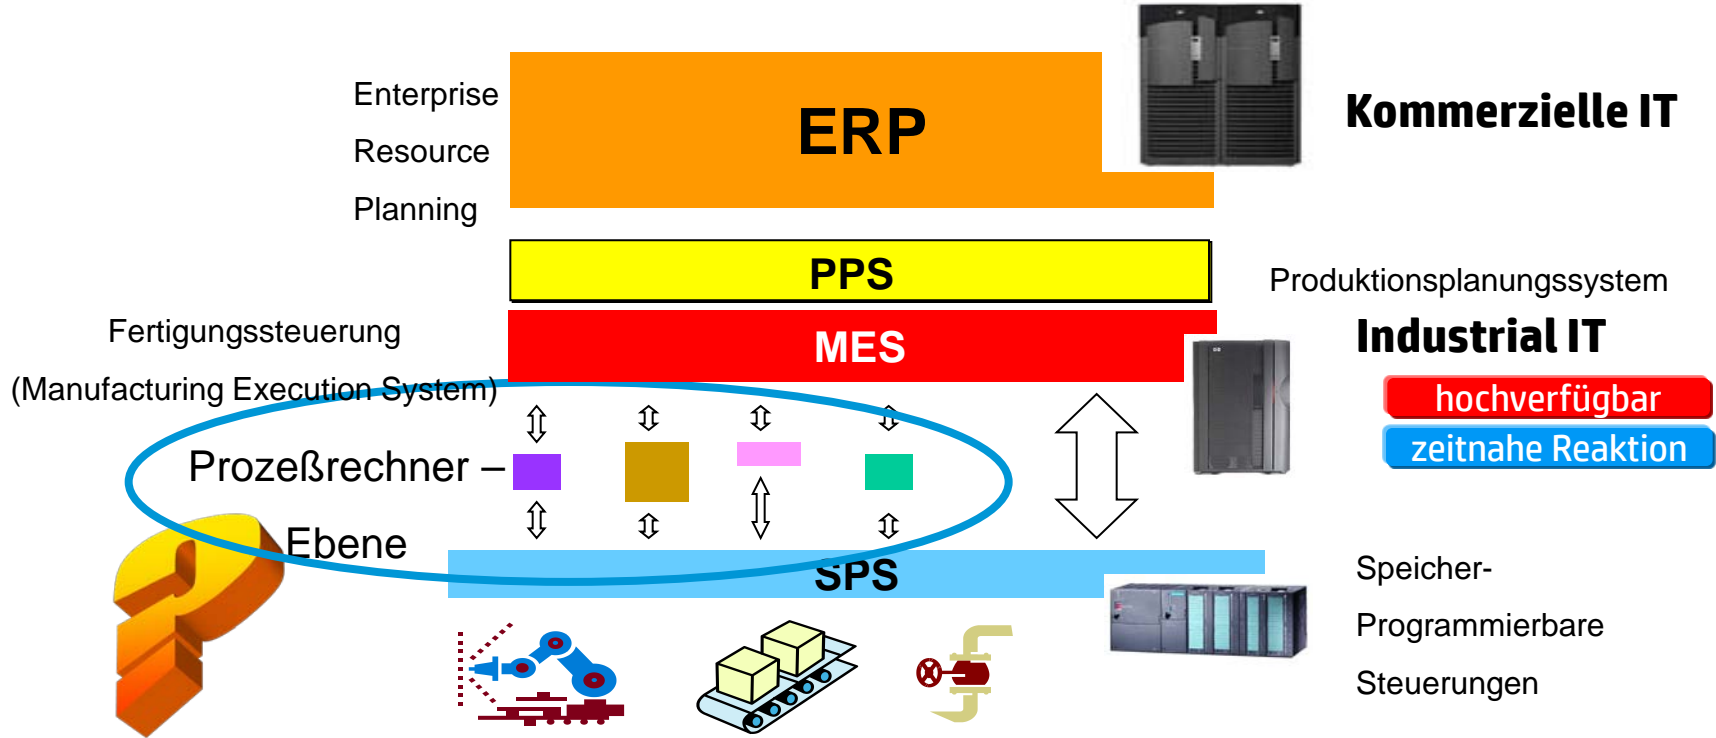 Enterprise
Resource
Planning
ERP
Kommerzielle IT
PPS
Produktionsplanungssystem
Fertigungssteuerung
(Manufacturing Execution System)
MES
Industrial IT
hochverfügbar
zeitnahe Reaktion
Prozeßrechner –
Ebene
SPS
Speicher-
Programmierbare
Steuerungen